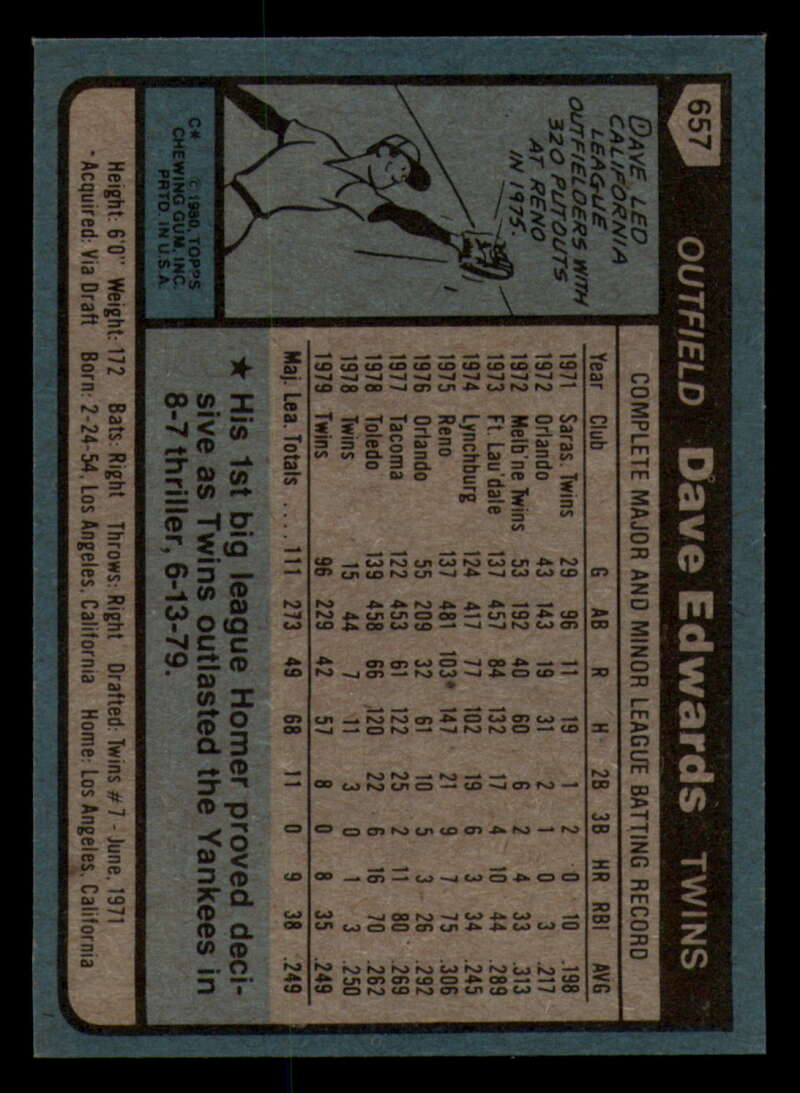 657
OUTFIELD Dave Edwards TWINS
DAVE LED
CALIFORNIA
LEAGUE
OUTFIELDERS WITH
320 PUTOUTS
AT RENO
IN 1975.
C* © 1980, TOPPS
CHEWING GUM, INC.
PRTD. IN U.S.A.
COMPLETE MAJOR AND MINOR LEAGUE BATTING RECORD
Year Club G AB R H 2B 3B HR RBI AVG
1971 Saras. Twins 29 96 11 19 1 2 0 10 .198
1972 Orlando 43 143 19 31 2 1 0 3 .217
1972 Melb'ne Twins 53 192 40 60 6 2 4 33 .313
1973 Ft. Lau'dale 137 457 84 132 17 4 10 44 .289
1974 Lynchburg 124 417 77 102 19 6 3 34 .245
1975 Reno 137 481 103* 147 21 9 7 75 .306
1976 Orlando 55 209 32 61 10 5 3 26 .292
1977 Tacoma 122 453 61 122 25 2 11 80 .269
1978 Toledo 139 458 66 120 22 6 16 70 .262
1978 Twins 15 44 7 11 3 0 1 3 .250
1979 Twins 96 229 42 57 8 0 8 35 .249
Maj. Lea. Totals .... 111 273 49 68 11 0 9 38 .249
★ His 1st big league Homer proved deci-
sive as Twins outlasted the Yankees in
8-7 thriller, 6-13-79.
Height: 6'0" Weight: 172 Bats: Right Throws: Right Drafted: Twins #7 - June, 1971
• Acquired: Via Draft Born: 2-24-54, Los Angeles, California Home: Los Angeles, California